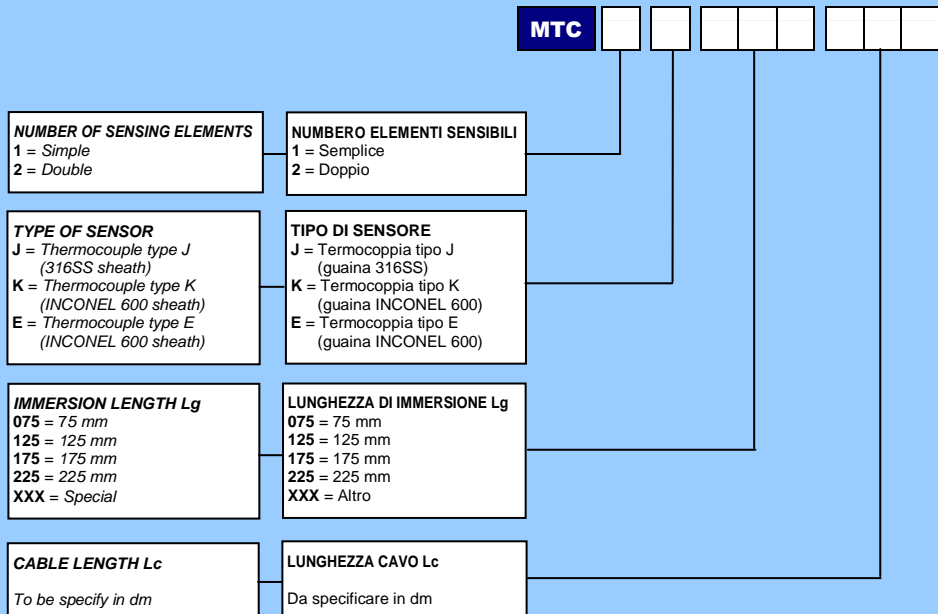 MTC
NUMBER OF SENSING ELEMENTS
1 = Simple
2 = Double
NUMBERO ELEMENTI SENSIBILI
1 = Semplice
2 = Doppio
TYPE OF SENSOR
J = Thermocouple type J
(316SS sheath)
K = Thermocouple type K
(INCONEL 600 sheath)
E = Thermocouple type E
(INCONEL 600 sheath)
TIPO DI SENSORE
J = Termocoppia tipo J
(guaina 316SS)
K = Termocoppia tipo K
(guaina INCONEL 600)
E = Termocoppia tipo E
(guaina INCONEL 600)
IMMERSION LENGTH Lg
075 = 75 mm
125 = 125 mm
175 = 175 mm
225 = 225 mm
XXX = Special
LUNGHEZZA DI IMMERSIONE Lg
075 = 75 mm
125 = 125 mm
175 = 175 mm
225 = 225 mm
XXX = Altro
CABLE LENGTH Lc
To be specify in dm
LUNGHEZZA CAVO Lc
Da specificare in dm